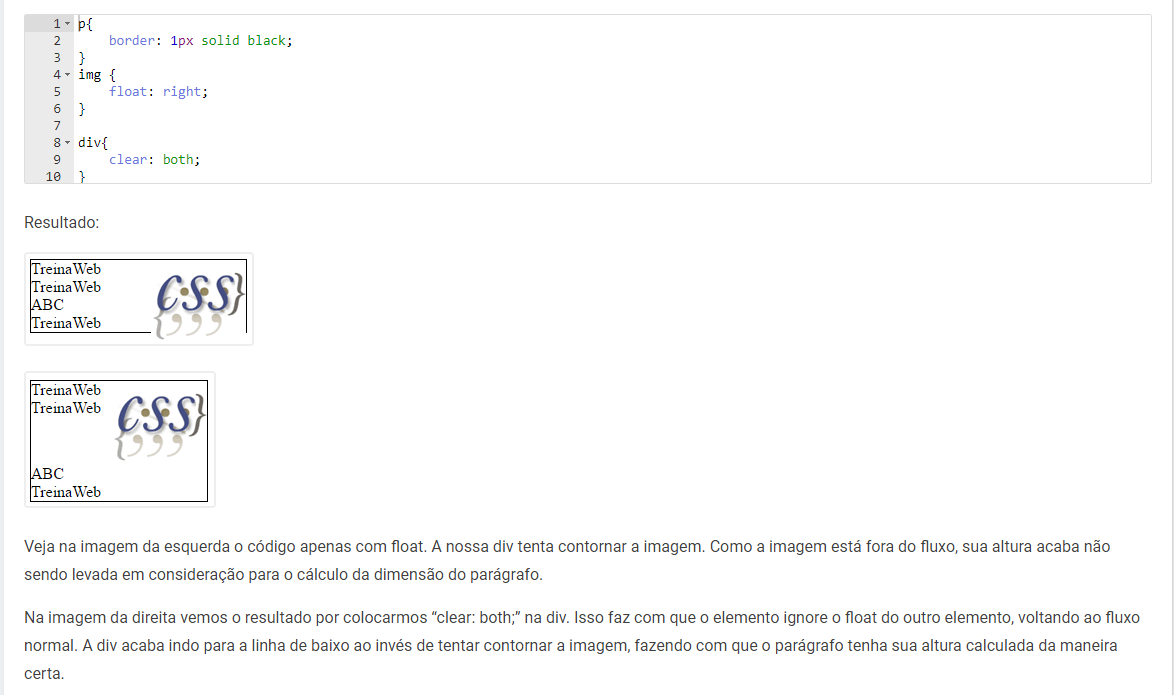 1 p{
2 border: 1px solid black;
3 }
4 img {
5 float: right;
6 }
7
8 div{
9 clear: both;
10 }
Resultado:
TreinaWeb
TreinaWeb
ABC
TreinaWeb
CSS}
{,,,
TreinaWeb
TreinaWeb
CSS}
{,,,
ABC
TreinaWeb
Veja na imagem da esquerda o código apenas com float. A nossa div tenta contornar a imagem. Como a imagem está fora do fluxo, sua altura acaba não
sendo levada em consideração para o cálculo da dimensão do parágrafo.
Na imagem da direita vemos o resultado por colocarmos “clear: both;” na div. Isso faz com que o elemento ignore o float do outro elemento, voltando ao fluxo
normal. A div acaba indo para a linha de baixo ao invés de tentar contornar a imagem, fazendo com que o parágrafo tenha sua altura calculada da maneira
certa.